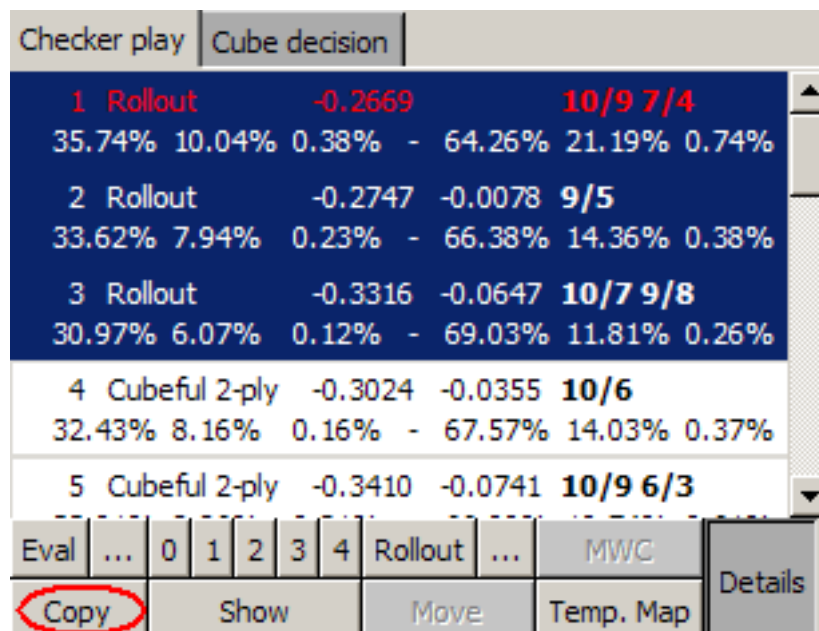 Checker play Cube decision
1 Rollout -0.2669 10/9 7/4
35.74% 10.04% 0.38% - 64.26% 21.19% 0.74%
2 Rollout -0.2747 -0.0078 9/5
33.62% 7.94% 0.23% - 66.38% 14.36% 0.38%
3 Rollout -0.3316 -0.0647 10/7 9/8
30.97% 6.07% 0.12% - 69.03% 11.81% 0.26%
4 Cubeful 2-ply -0.3024 -0.0355 10/6
32.43% 8.16% 0.16% - 67.57% 14.03% 0.37%
5 Cubeful 2-ply -0.3410 -0.0741 10/9 6/3
Eval ... 0 1 2 3 4 Rollout ... MWC
Details
Copy Show Move Temp. Map